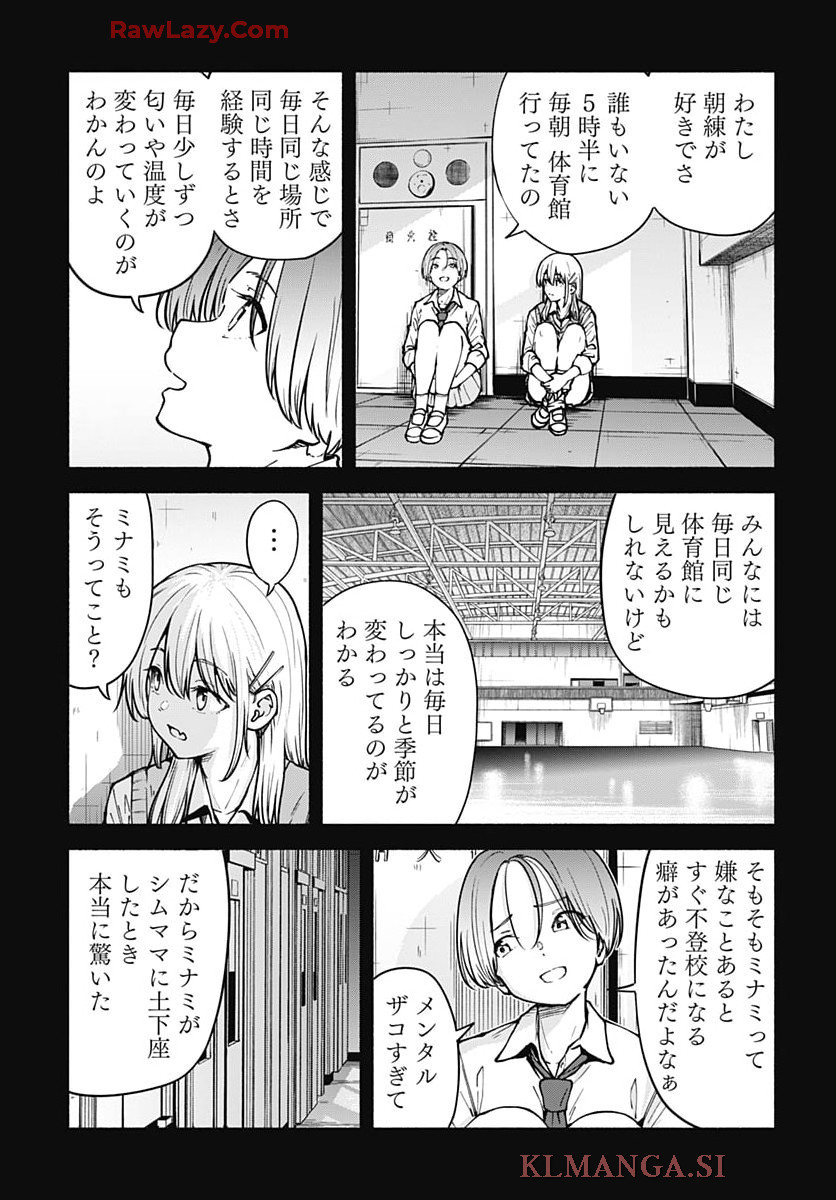 RawLazy.Com
わたし
朝練が
好きでさ
誰もいない
5時半に
毎朝 体育館
行ってたの
消火栓
そんな感じで
毎日同じ場所
同じ時間を
経験するとさ
毎日少しずつ
匂いや温度が
変わっていくのが
わかんのよ
みんなには
毎日同じ
体育館に
見えるかも
しれないけど
本当は毎日
しっかりと季節が
変わってるのが
わかる
…
ミナミも
そうってこと?
そもそもミナミって
嫌なことあると
すぐ不登校になる
癖があったんだよなぁ
メンタル
ザコすぎて
だからミナミが
シムママに土下座
したとき
本当に驚いた
KLMANGA.SI